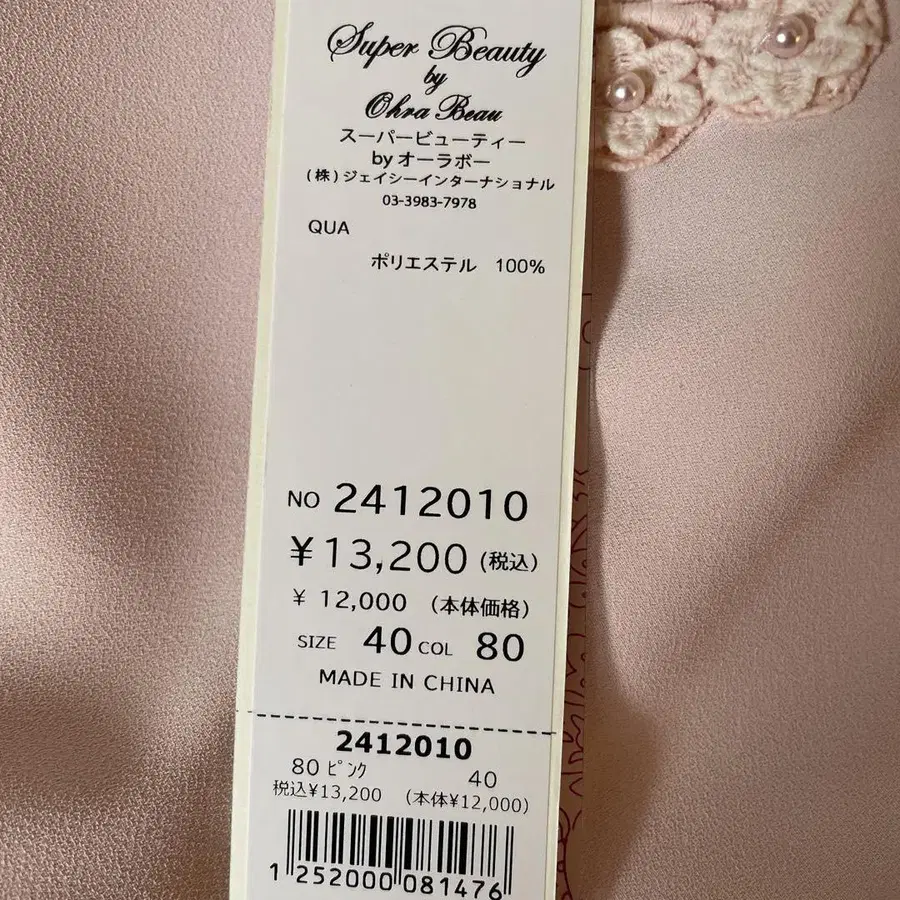 Super Beauty
by
Ohra Beau
スーパービューティー
by オーラボー
(株)ジェイシーインターナショナル
03-3983-7978
QUA
ポリエステル 100%
NO 2412010
¥13,200 (税込)
¥ 12,000 (本体価格)
SIZE 40 COL 80
MADE IN CHINA
2412010
80 ﾋﾟﾝｸ 40
税込¥13,200 (本体¥12,000)
1 252000 081476